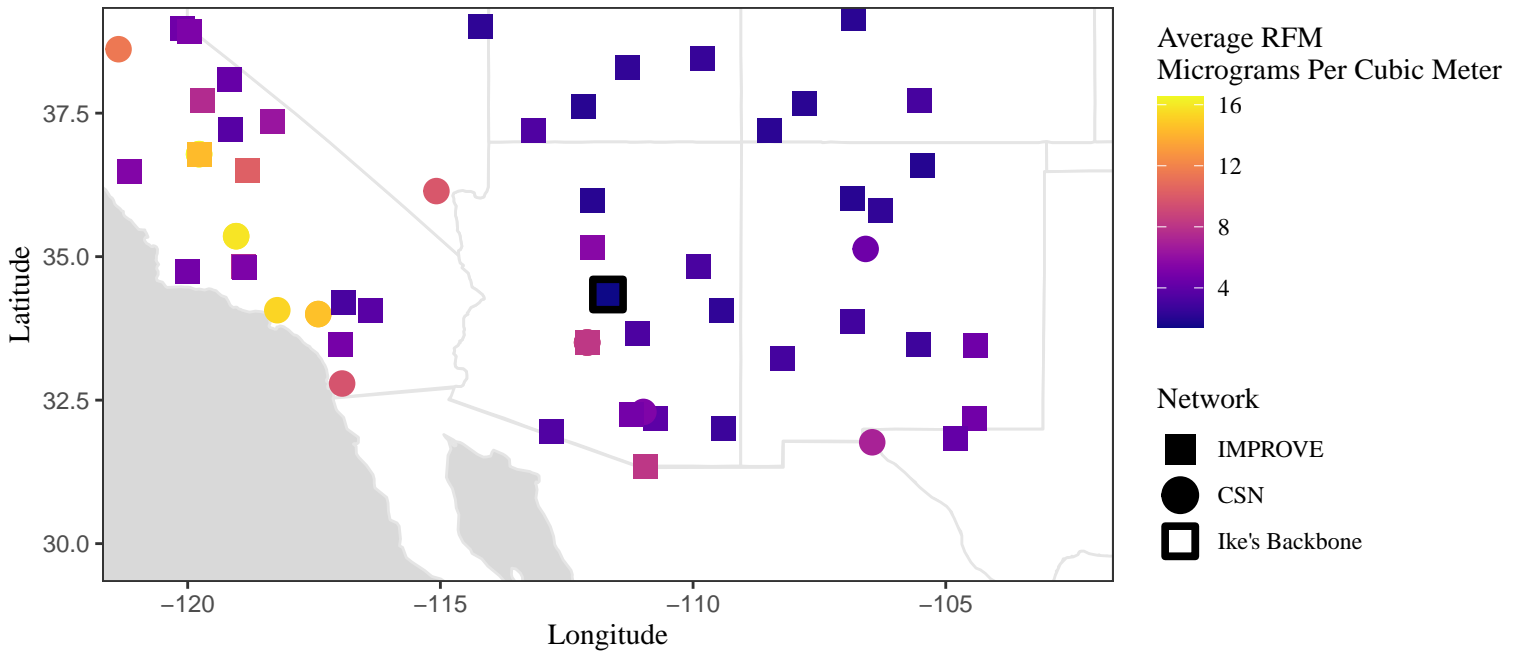 37.5
35.0
32.5
30.0
Latitude
−120
−115
−110
−105
Longitude
Average RFM
Micrograms Per Cubic Meter
16
12
8
4
Network
IMPROVE
CSN
Ike's Backbone